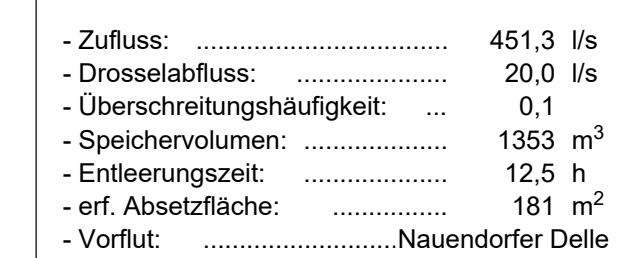 - Zufluss: ................................... 451,3 l/s
- Drosselabfluss: ..................... 20,0 l/s
- Überschreitungshäufigkeit: ... 0,1
- Speichervolumen: .................... 1353 m³
- Entleerungszeit: .................... 12,5 h
- erf. Absetzfläche: ................ 181 m²
- Vorflut: ...........................Nauendorfer Delle